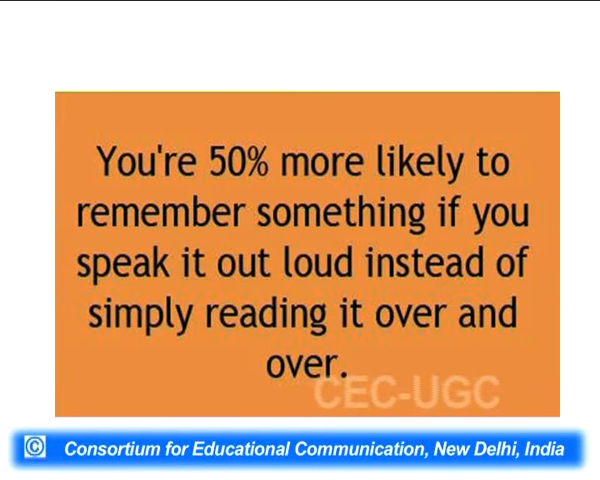 You're 50% more likely to
remember something if you
speak it out loud instead of
simply reading it over and
over.
CEC-UGC
© Consortium for Educational Communication, New Delhi, India